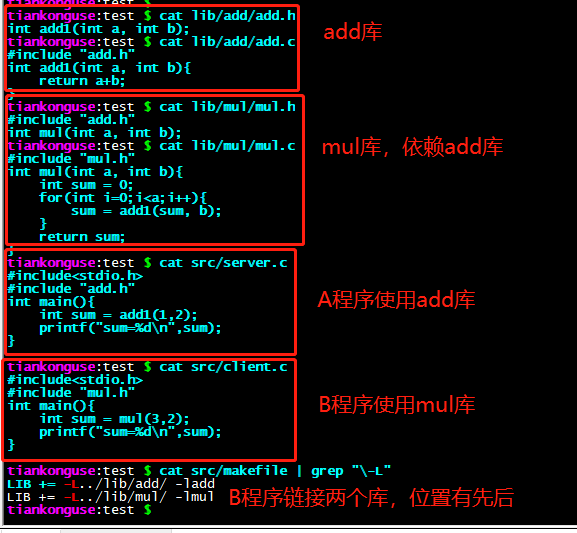 tiankonguse:test $ cat lib/add/add.h
int add1(int a, int b);
tiankonguse:test $ cat lib/add/add.c
#include "add.h"
int add1(int a, int b){
    return a+b;
}
add库
tiankonguse:test $ cat lib/mul/mul.h
#include "add.h"
int mul(int a, int b);
tiankonguse:test $ cat lib/mul/mul.c
#include "mul.h"
int mul(int a, int b){
    int sum = 0;
    for(int i=0;i<a;i++){
        sum = add1(sum, b);
    }
    return sum;
}
mul库，依赖add库
tiankonguse:test $ cat src/server.c
#include<stdio.h>
#include "add.h"
int main(){
    int sum = add1(1,2);
    printf("sum=%d\n",sum);
}
A程序使用add库
tiankonguse:test $ cat src/client.c
#include<stdio.h>
#include "mul.h"
int main(){
    int sum = mul(3,2);
    printf("sum=%d\n",sum);
}
B程序使用mul库
tiankonguse:test $ cat src/makefile | grep "\-L"
LIB += -L../lib/add/ -ladd
LIB += -L../lib/mul/ -lmul
B程序链接两个库，位置有先后
tiankonguse:test $